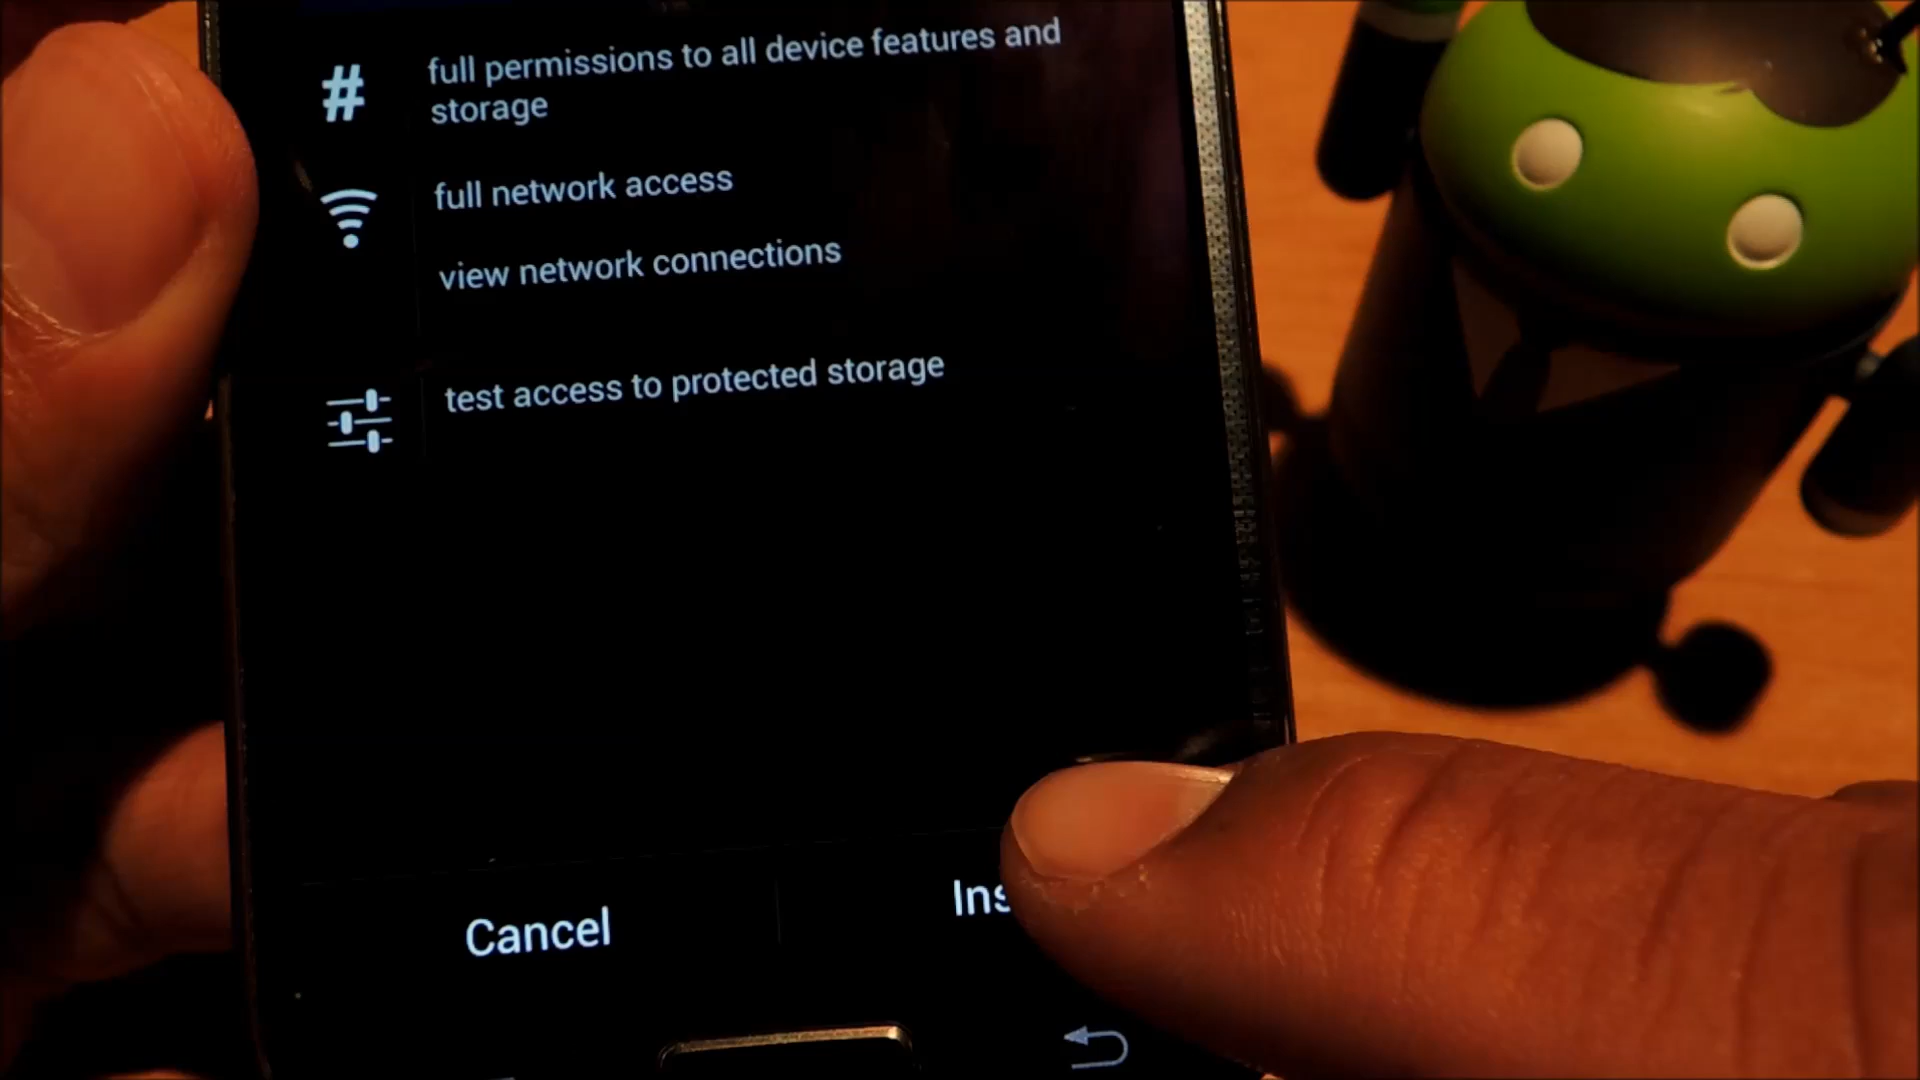 full permissions to all device features and
storage
full network access
view network connections
test access to protected storage
Cancel
Ins